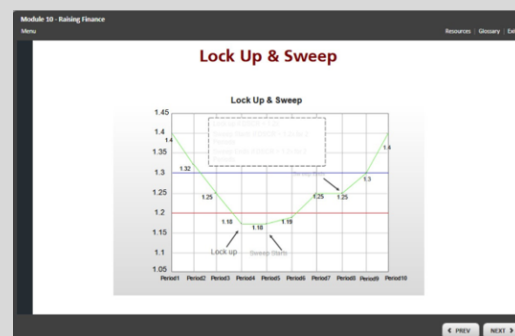 Module 10 - Raising Finance
Menu
Resources | Glossary | Exit
Lock Up & Sweep
Lock Up & Sweep
1.45
1.4
1.35
1.3
1.25
1.2
1.15
1.1
1.05
1.4
1.32
1.25
1.18
1.18
1.19
1.25
1.25
1.3
1.4
Lock up
Sweep Starts
Period1 Period2 Period3 Period4 Period5 Period6 Period7 Period8 Period9 Period10
PREV
NEXT